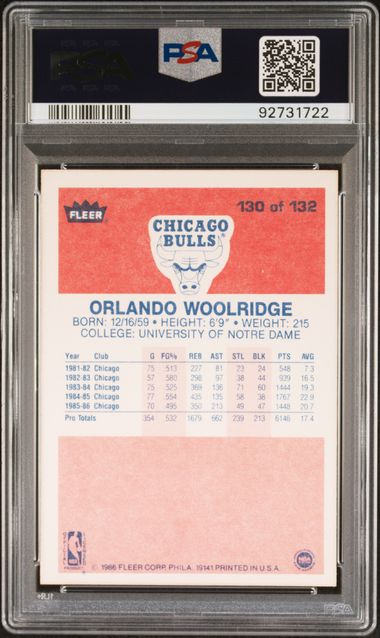 PSA
PSA
92731722
FLEER
130 of 132
CHICAGO
BULLS
ORLANDO WOOLRIDGE
BORN: 12/16/59 • HEIGHT: 6'9" • WEIGHT: 215
COLLEGE: UNIVERSITY OF NOTRE DAME
Year Club G FG% REB AST STL BLK PTS AVG
1981-82 Chicago 75 .513 227 81 23 24 548 7.3
1982-83 Chicago 57 .580 298 97 38 44 939 16.5
1983-84 Chicago 75 .525 369 136 71 60 1444 19.3
1984-85 Chicago 77 .554 435 135 58 38 1767 22.9
1985-86 Chicago 70 .495 350 213 49 47 1448 20.7
Pro Totals 354 .532 1679 662 239 213 6146 17.4
NBA
© 1986 FLEER CORP. PHILA. 19141 PRINTED IN U.S.A.